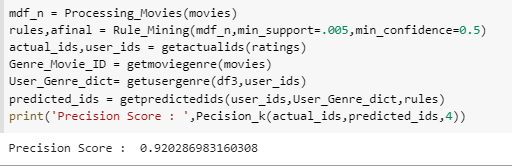 mdf_n = Processing_Movies(movies)
rules,afinal = Rule_Mining(mdf_n,min_support=.005,min_confidence=0.5)
actual_ids,user_ids = getactualids(ratings)
Genre_Movie_ID = getmoviegenre(movies)
User_Genre_dict= getusergenre(df3,user_ids)
predicted_ids = getpredictedids(user_ids,User_Genre_dict,rules)
print('Precision Score : ',Pecision_k(actual_ids,predicted_ids,4))
Precision Score :  0.920286983160308